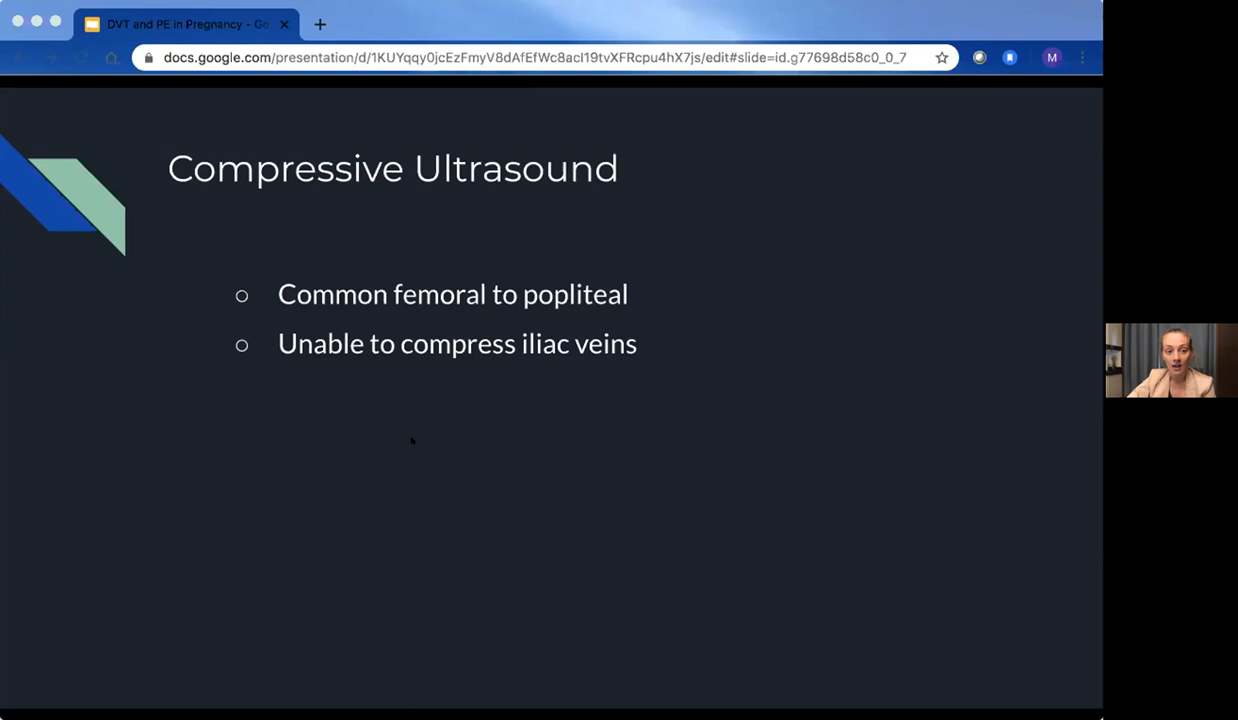 DVT and PE in Pregnancy - Go
docs.google.com/presentation/d/1KUYqqy0jcEzFmyV8dAfEfWc8acI19tvXFRcpu4hX7js/edit#slide=id.g77698d58c0_0_7
M
Compressive Ultrasound
Common femoral to popliteal
Unable to compress iliac veins